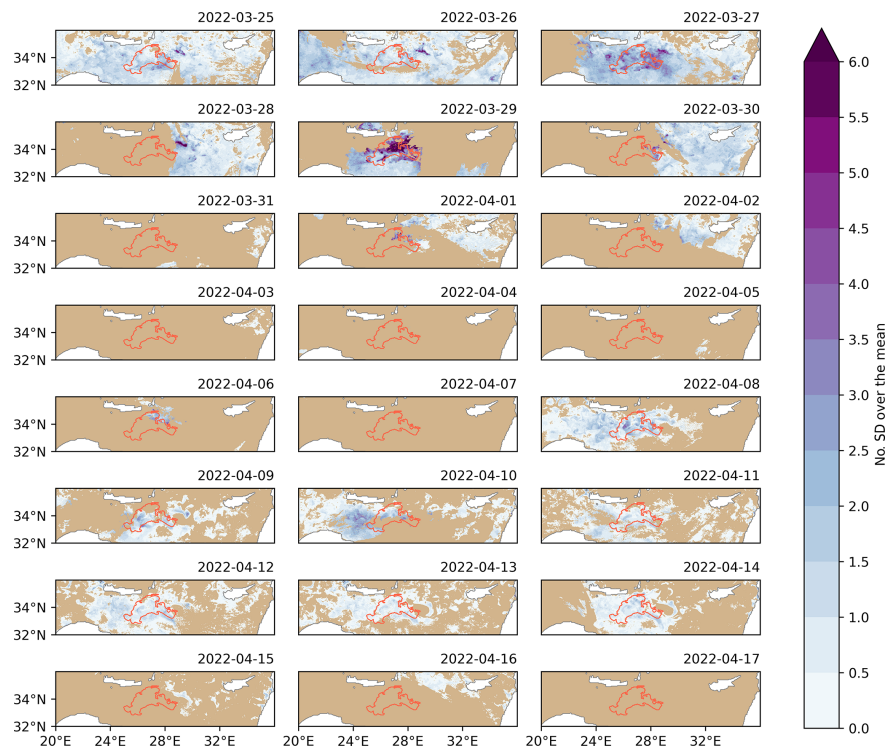 2022-03-25 2022-03-26 2022-03-27
34°N
32°N
2022-03-28 2022-03-29 2022-03-30
34°N
32°N
2022-03-31 2022-04-01 2022-04-02
34°N
32°N
2022-04-03 2022-04-04 2022-04-05
34°N
32°N
2022-04-06 2022-04-07 2022-04-08
34°N
32°N
2022-04-09 2022-04-10 2022-04-11
34°N
32°N
2022-04-12 2022-04-13 2022-04-14
34°N
32°N
2022-04-15 2022-04-16 2022-04-17
34°N
32°N
20°E 24°E 28°E 32°E 20°E 24°E 28°E 32°E 20°E 24°E 28°E 32°E
6.0
5.5
5.0
4.5
4.0
3.5
3.0
2.5
2.0
1.5
1.0
0.5
0.0
No. SD over the mean